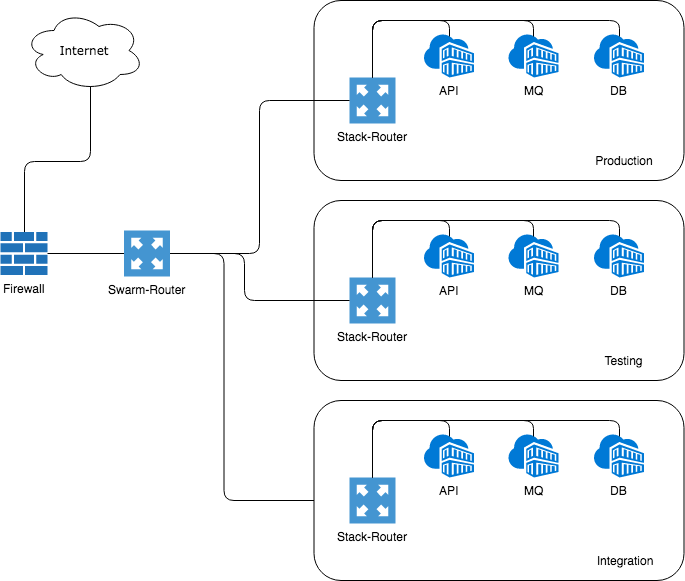 Internet
Firewall
Swarm-Router
API
MQ
DB
Stack-Router
Production
API
MQ
DB
Stack-Router
Testing
API
MQ
DB
Stack-Router
Integration